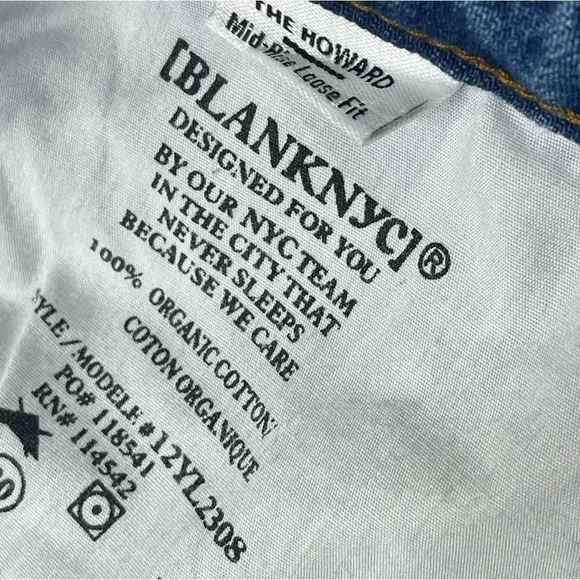 THE HOWARD
Mid-Rise Loose Fit
[BLANKNYC]®
DESIGNED FOR YOU
BY OUR NYC TEAM
IN THE CITY THAT
NEVER SLEEPS
BECAUSE WE CARE
100% ORGANIC COTTON/
COTON ORGANIQUE
STYLE / MODELE # 12YL2308
PO# 118541
RN# 114542
30